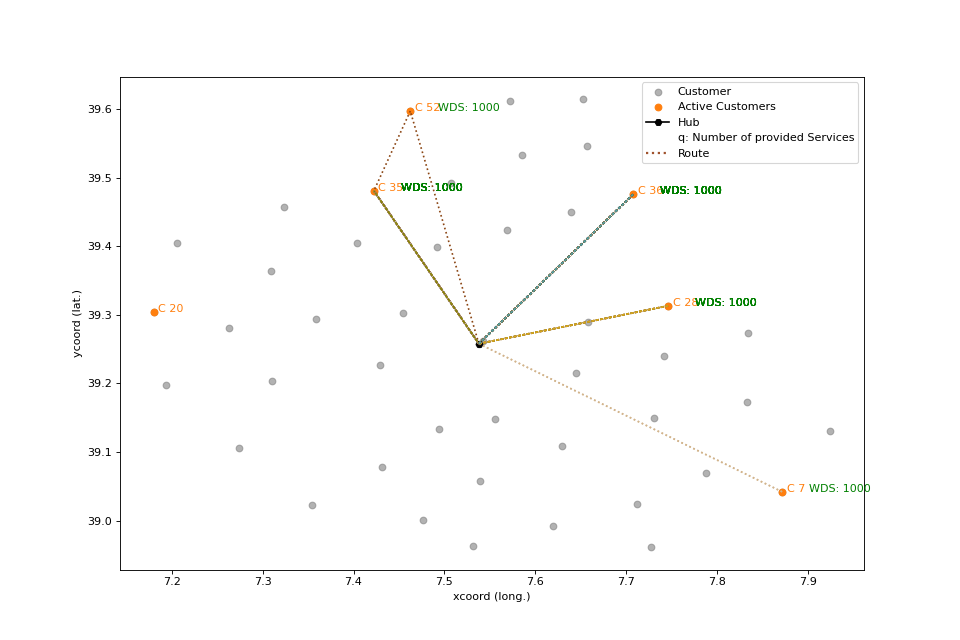 Customer
Active Customers
Hub
q: Number of provided Services
Route
C 52 WDS: 1000
C 35 WDS: 1000
C 36 WDS: 1000
C 28 WDS: 1000
C 20
C 7 WDS: 1000
39.6
39.5
39.4
39.3
39.2
39.1
39.0
ycoord (lat.)
7.2 7.3 7.4 7.5 7.6 7.7 7.8 7.9
xcoord (long.)